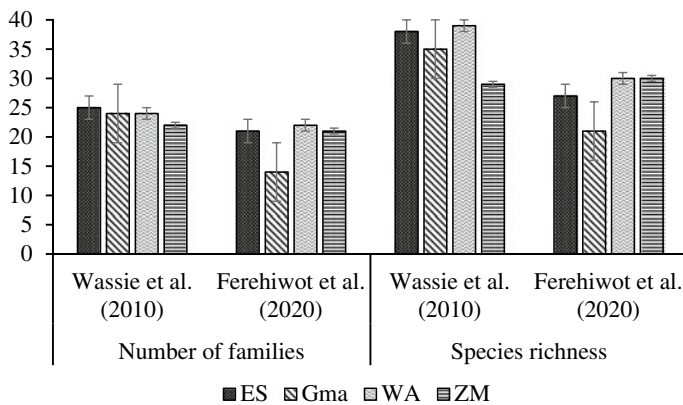 40
35
30
25
20
15
10
5
0
Wassie et al. Ferehiwot et al. Wassie et al. Ferehiwot et al.
(2010) (2020) (2010) (2020)
Number of families Species richness
ES Gma WA ZM